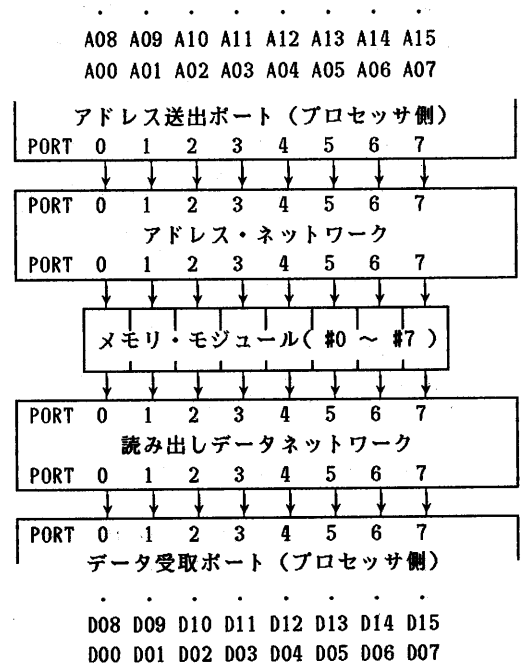 A08 A09 A10 A11 A12 A13 A14 A15
A00 A01 A02 A03 A04 A05 A06 A07
アドレス送出ポート(プロセッサ側)
PORT 0 1 2 3 4 5 6 7
PORT 0 1 2 3 4 5 6 7
アドレス・ネットワーク
PORT 0 1 2 3 4 5 6 7
メモリ・モジュール( #0 ～ #7 )
PORT 0 1 2 3 4 5 6 7
読み出しデータネットワーク
PORT 0 1 2 3 4 5 6 7
PORT 0 1 2 3 4 5 6 7
データ受取ポート(プロセッサ側)
D08 D09 D10 D11 D12 D13 D14 D15
D00 D01 D02 D03 D04 D05 D06 D07